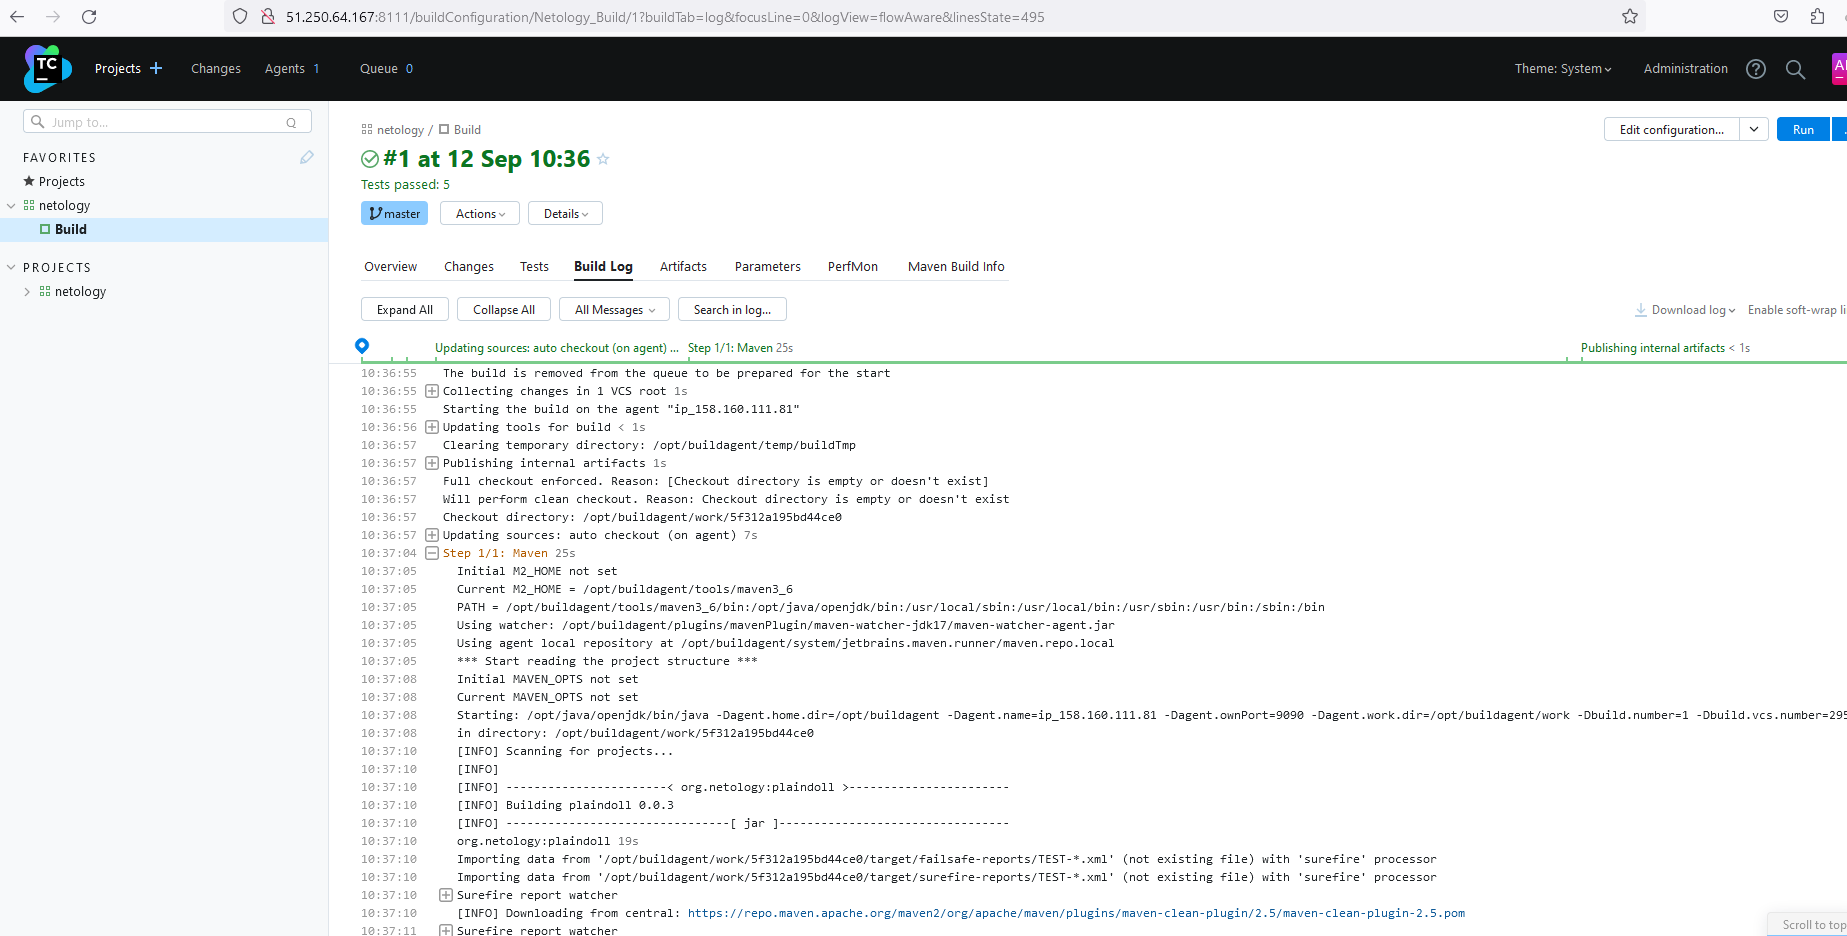 51.250.64.167:8111/buildConfiguration/Netology_Build/1?buildTab=log&focusLine=0&logView=flowAware&linesState=495
TC
Projects
Changes
Agents 1
Queue 0
Theme: System
Administration
Jump to...
Q
FAVORITES
Projects
netology
Build
PROJECTS
netology
netology / Build
Edit configuration...
Run
#1 at 12 Sep 10:36
Tests passed: 5
master
Actions
Details
Overview
Changes
Tests
Build Log
Artifacts
Parameters
PerfMon
Maven Build Info
Expand All
Collapse All
All Messages
Search in log...
Download log
Enable soft-wrap li
Updating sources: auto checkout (on agent) ...
Step 1/1: Maven 25s
Publishing internal artifacts < 1s
10:36:55 The build is removed from the queue to be prepared for the start
10:36:55 Collecting changes in 1 VCS root 1s
10:36:55 Starting the build on the agent "ip_158.160.111.81"
10:36:56 Updating tools for build < 1s
10:36:57 Clearing temporary directory: /opt/buildagent/temp/buildTmp
10:36:57 Publishing internal artifacts 1s
10:36:57 Full checkout enforced. Reason: [Checkout directory is empty or doesn't exist]
10:36:57 Will perform clean checkout. Reason: Checkout directory is empty or doesn't exist
10:36:57 Checkout directory: /opt/buildagent/work/5f312a195bd44ce0
10:36:57 Updating sources: auto checkout (on agent) 7s
10:37:04 Step 1/1: Maven 25s
10:37:05 Initial M2_HOME not set
10:37:05 Current M2_HOME = /opt/buildagent/tools/maven3_6
10:37:05 PATH = /opt/buildagent/tools/maven3_6/bin:/opt/java/openjdk/bin:/usr/local/sbin:/usr/local/bin:/usr/sbin:/usr/bin:/sbin:/bin
10:37:05 Using watcher: /opt/buildagent/plugins/mavenPlugin/maven-watcher-jdk17/maven-watcher-agent.jar
10:37:05 Using agent local repository at /opt/buildagent/system/jetbrains.maven.runner/maven.repo.local
10:37:05 *** Start reading the project structure ***
10:37:08 Initial MAVEN_OPTS not set
10:37:08 Current MAVEN_OPTS not set
10:37:08 Starting: /opt/java/openjdk/bin/java -Dagent.home.dir=/opt/buildagent -Dagent.name=ip_158.160.111.81 -Dagent.ownPort=9090 -Dagent.work.dir=/opt/buildagent/work -Dbuild.number=1 -Dbuild.vcs.number=295
10:37:08 in directory: /opt/buildagent/work/5f312a195bd44ce0
10:37:10 [INFO] Scanning for projects...
10:37:10 [INFO]
10:37:10 [INFO] -----------------------< org.netology:plaindoll >-----------------------
10:37:10 [INFO] Building plaindoll 0.0.3
10:37:10 [INFO] --------------------------------[ jar ]---------------------------------
10:37:10 org.netology:plaindoll 19s
10:37:10 Importing data from '/opt/buildagent/work/5f312a195bd44ce0/target/failsafe-reports/TEST-*.xml' (not existing file) with 'surefire' processor
10:37:10 Importing data from '/opt/buildagent/work/5f312a195bd44ce0/target/surefire-reports/TEST-*.xml' (not existing file) with 'surefire' processor
10:37:10 Surefire report watcher
10:37:10 [INFO] Downloading from central: https://repo.maven.apache.org/maven2/org/apache/maven/plugins/maven-clean-plugin/2.5/maven-clean-plugin-2.5.pom
10:37:11 Surefire report watcher
Scroll to top